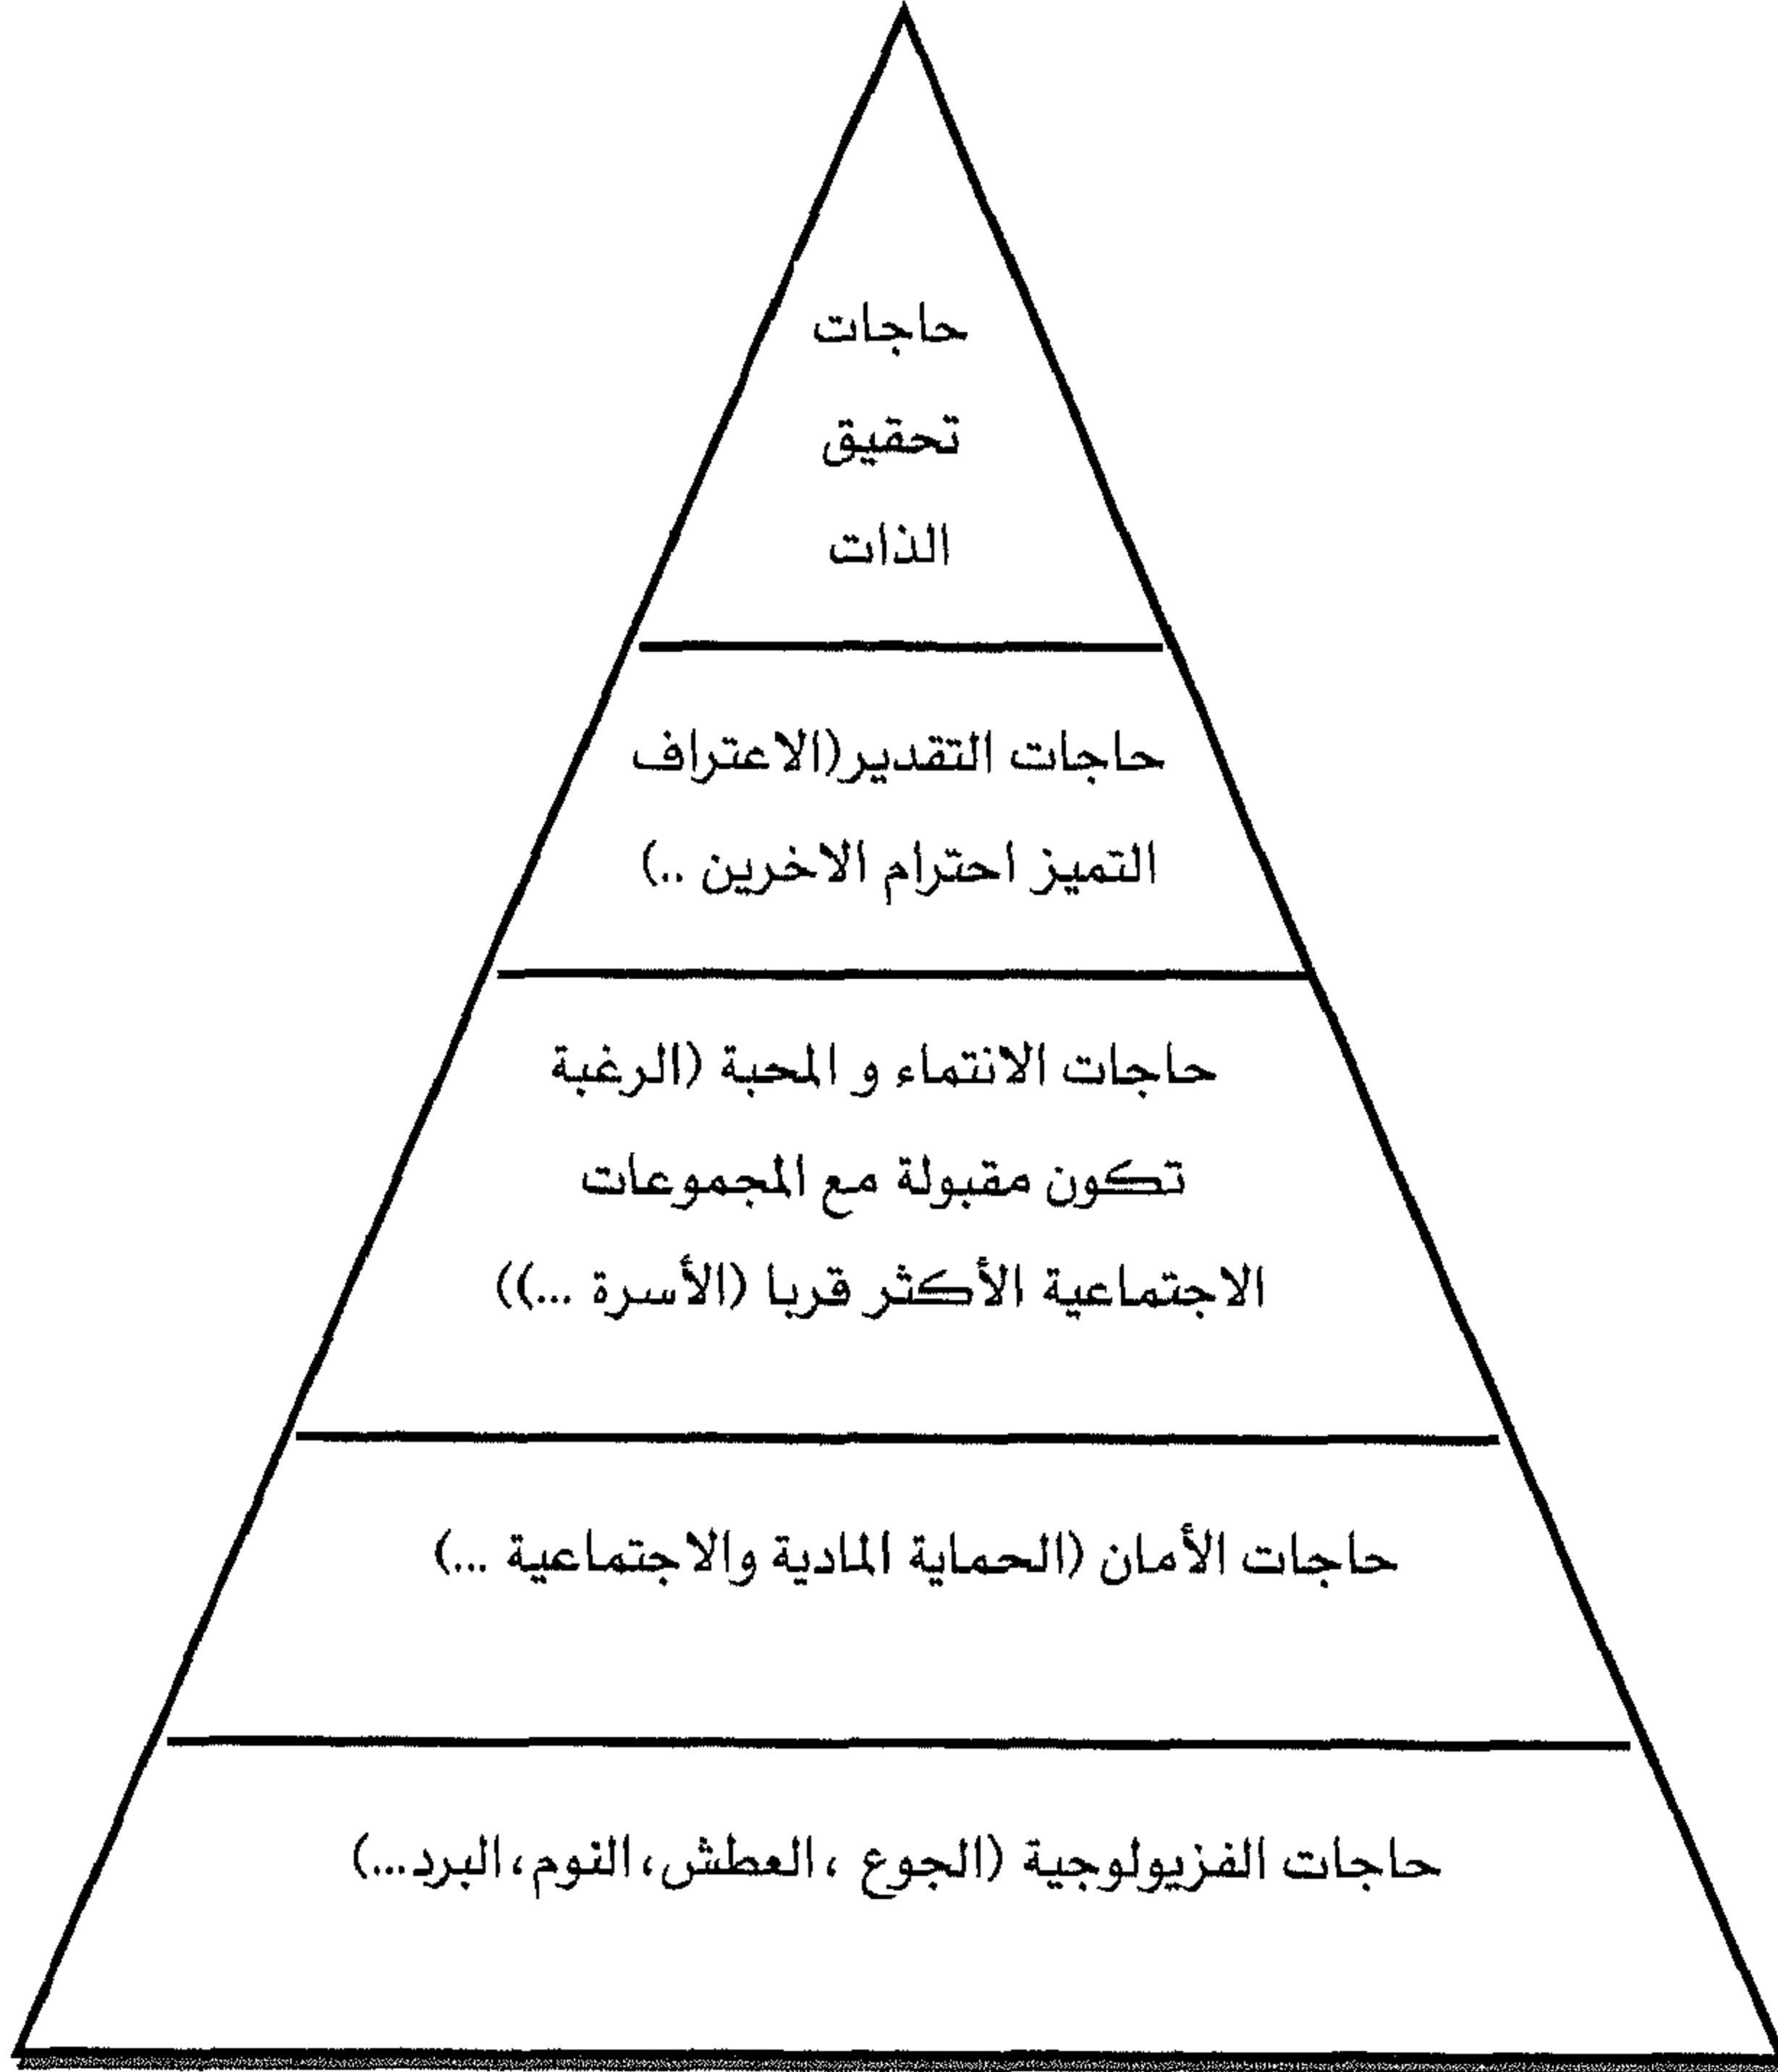 حاجات
تحقيق
الذات
حاجات التقدير(الاعتراف
التميز احترام الاخرين ..)
حاجات الانتماء و المحبة (الرغبة
تكون مقبولة مع المجموعات
الاجتماعية الأكثر قربا (الأسرة ...))
حاجات الأمان (الحماية المادية والاجتماعية ...)
حاجات الفزيولوجية (الجوع ، العطش، النوم، البرد...)